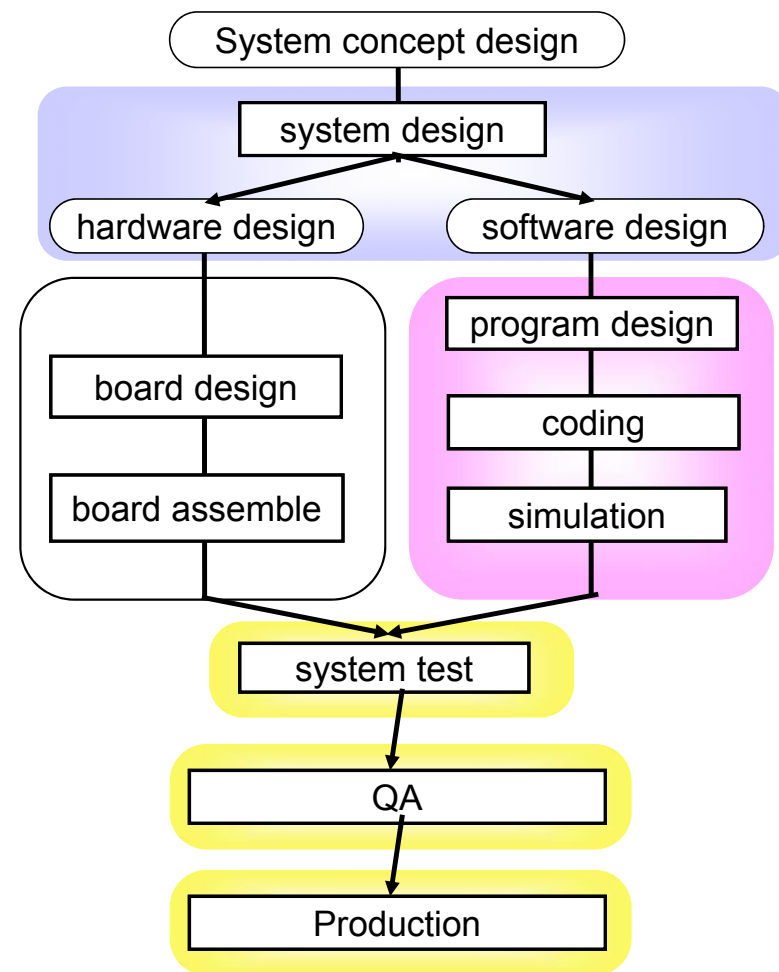 System concept design
system design
hardware design
software design
program design
board design
coding
board assemble
simulation
system test
QA
Production